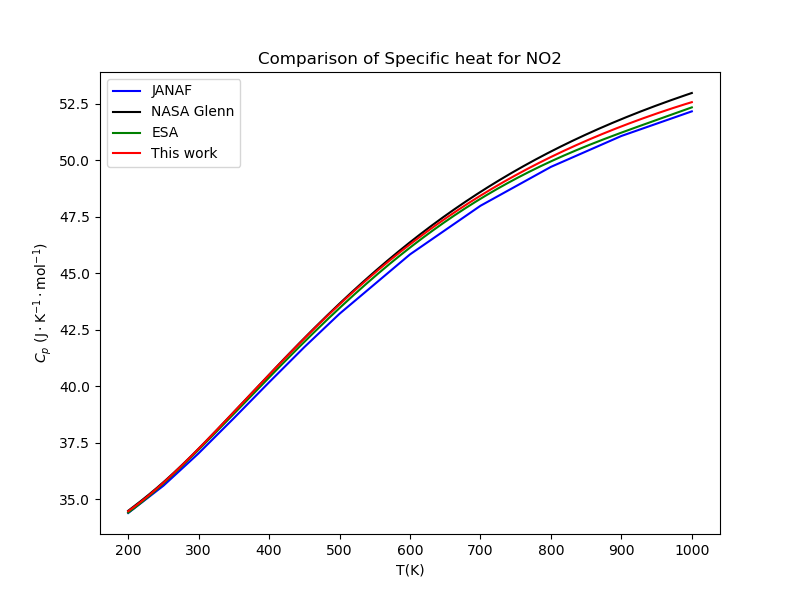 Comparison of Specific heat for NO2
JANAF
NASA Glenn
ESA
This work
52.5
50.0
47.5
45.0
42.5
40.0
37.5
35.0
C_p (J · K⁻¹ · mol⁻¹)
200 300 400 500 600 700 800 900 1000
T(K)